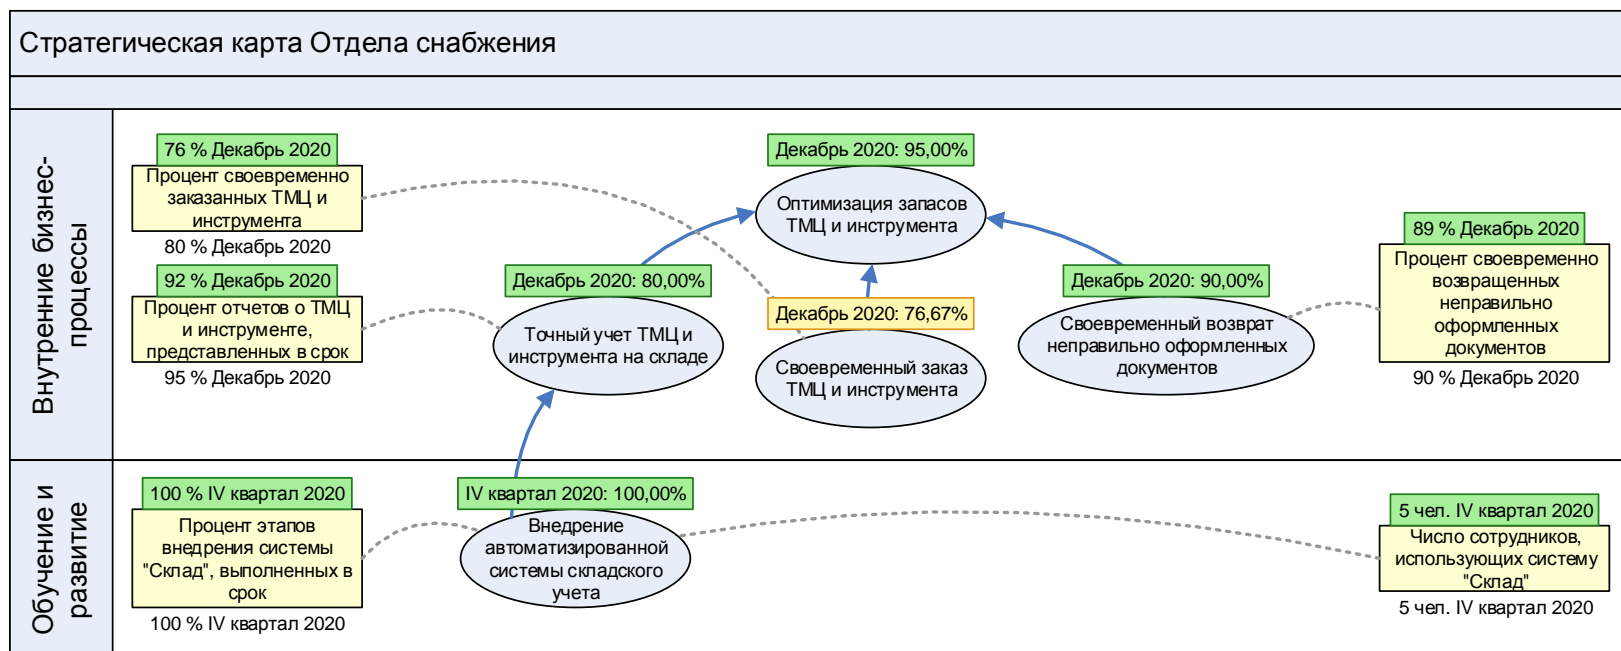 Стратегическая карта Отдела снабжения
Внутренние бизнес-
процессы
76 % Декабрь 2020
Процент своевременно
заказанных ТМЦ и
инструмента
80 % Декабрь 2020
92 % Декабрь 2020
Процент отчетов о ТМЦ
и инструменте,
представленных в срок
95 % Декабрь 2020
Декабрь 2020: 95,00%
Оптимизация запасов
ТМЦ и инструмента
Декабрь 2020: 80,00%
Точный учет ТМЦ и
инструмента на складе
Декабрь 2020: 76,67%
Своевременный заказ
ТМЦ и инструмента
Декабрь 2020: 90,00%
Своевременный возврат
неправильно оформленных
документов
89 % Декабрь 2020
Процент своевременно
возвращенных
неправильно
оформленных
документов
90 % Декабрь 2020
Обучение и
развитие
100 % IV квартал 2020
Процент этапов
внедрения системы
"Склад", выполненных в
срок
100 % IV квартал 2020
IV квартал 2020: 100,00%
Внедрение
автоматизированной
системы складского
учета
5 чел. IV квартал 2020
Число сотрудников,
использующих систему
"Склад"
5 чел. IV квартал 2020